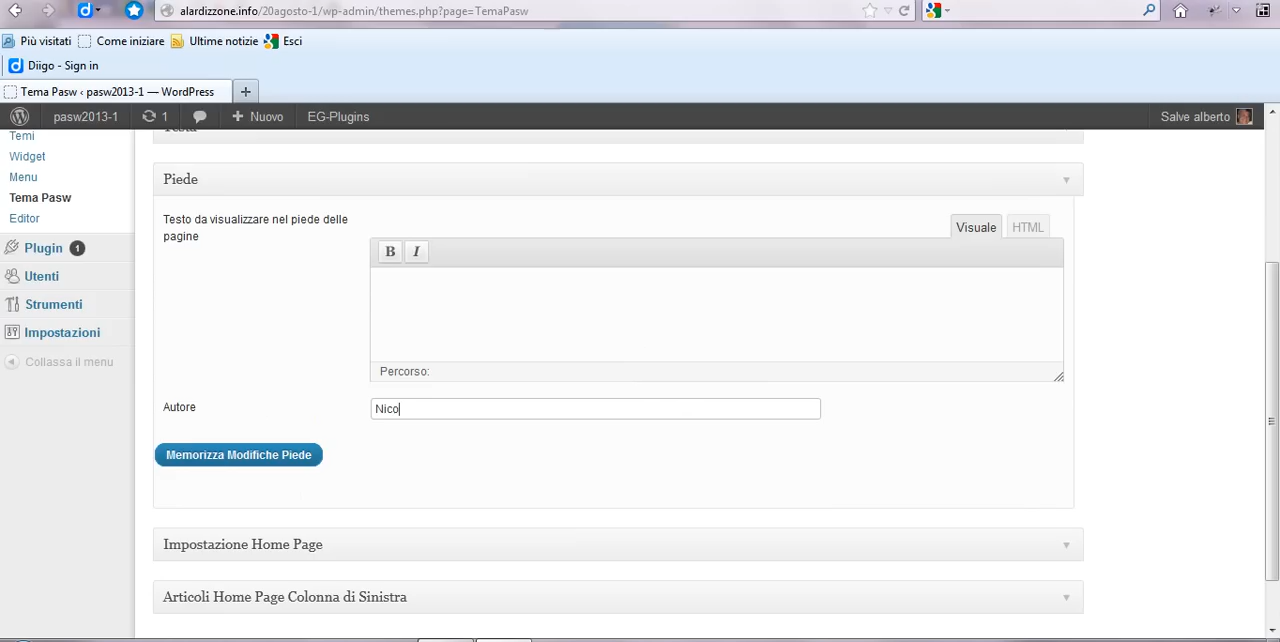 alardizzone.info/20agosto-1/wp-admin/themes.php?page=TemaPasw
Più visitati Come iniziare Ultime notizie Esci
Diigo - Sign in
Tema Pasw ‹ pasw2013-1 — WordPress
pasw2013-1 1 Nuovo EG-Plugins Salve alberto
Testa
Temi
Widget
Menu
Tema Pasw
Editor
Plugin 1
Utenti
Strumenti
Impostazioni
Collassa il menu
Piede
Testo da visualizzare nel piede delle
pagine
Visuale HTML
B I
Percorso:
Autore
Nico
Memorizza Modifiche Piede
Impostazione Home Page
Articoli Home Page Colonna di Sinistra